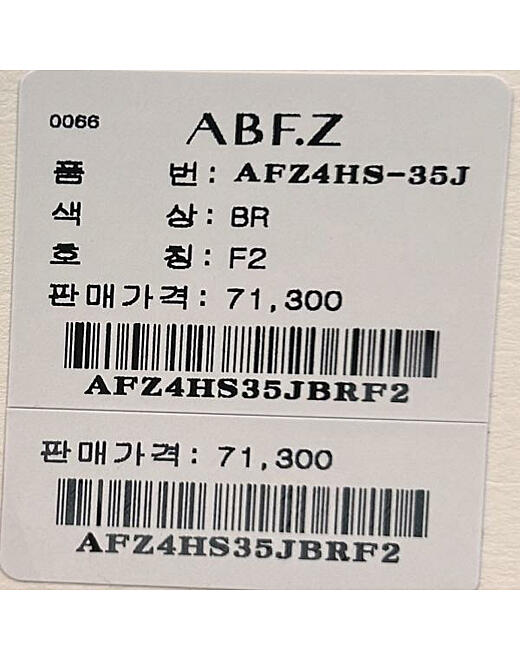 0066
ABF.Z
품 번 : AFZ4HS-35J
색 상 : BR
호 칭 : F2
판매가격 : 71,300
AFZ4HS35JBRF2
판매가격 : 71,300
AFZ4HS35JBRF2